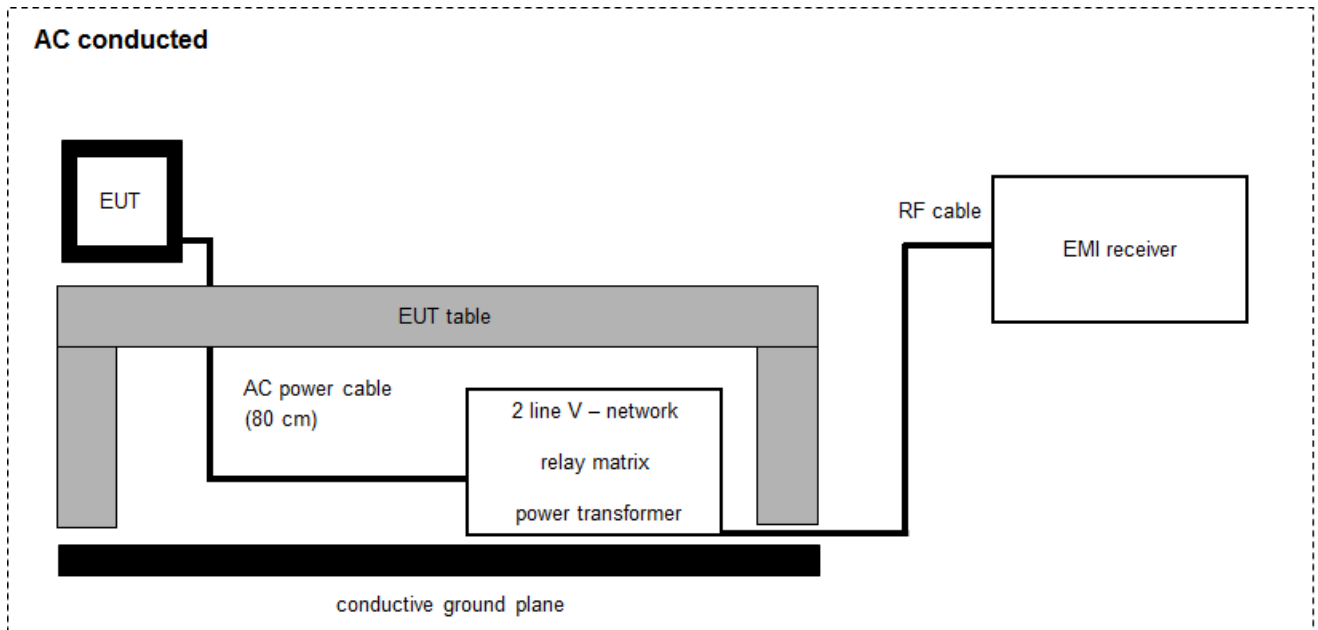 AC conducted
EUT
RF cable
EMI receiver
EUT table
AC power cable
(80 cm)
2 line V – network
relay matrix
power transformer
conductive ground plane